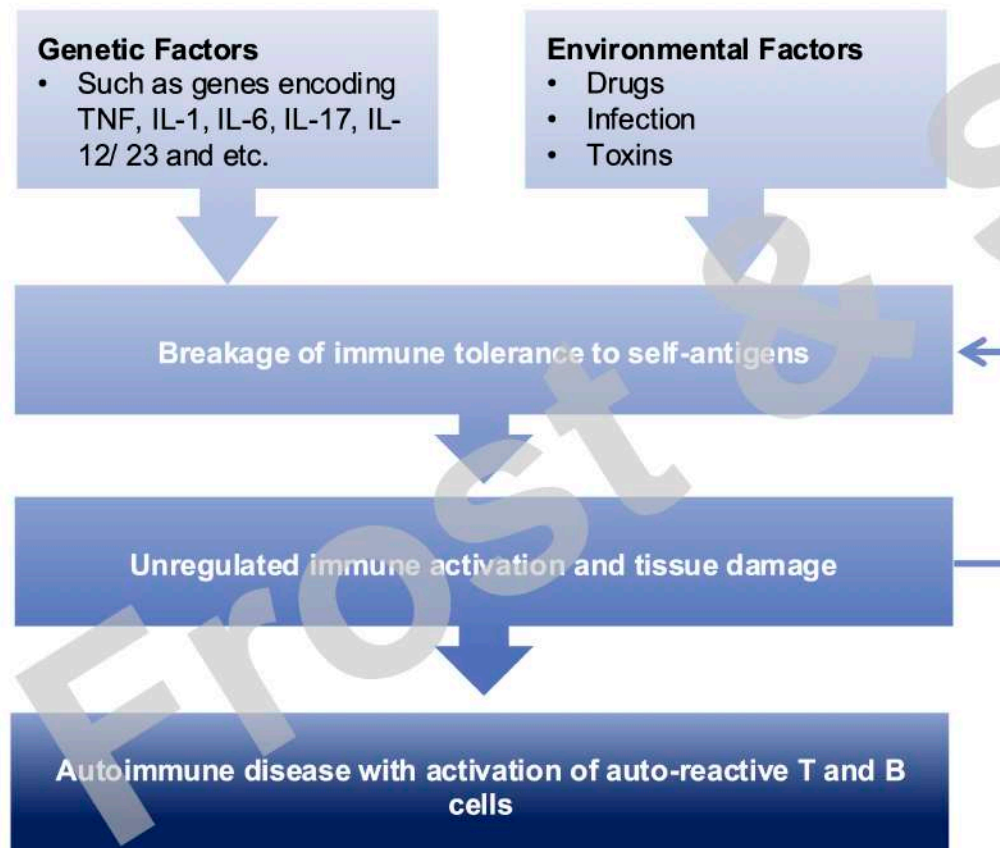 Genetic Factors
• Such as genes encoding
TNF, IL-1, IL-6, IL-17, IL-
12/ 23 and etc.
Environmental Factors
• Drugs
• Infection
• Toxins
Breakage of immune tolerance to self-antigens
Unregulated immune activation and tissue damage
Autoimmune disease with activation of auto-reactive T and B
cells
Frost & S